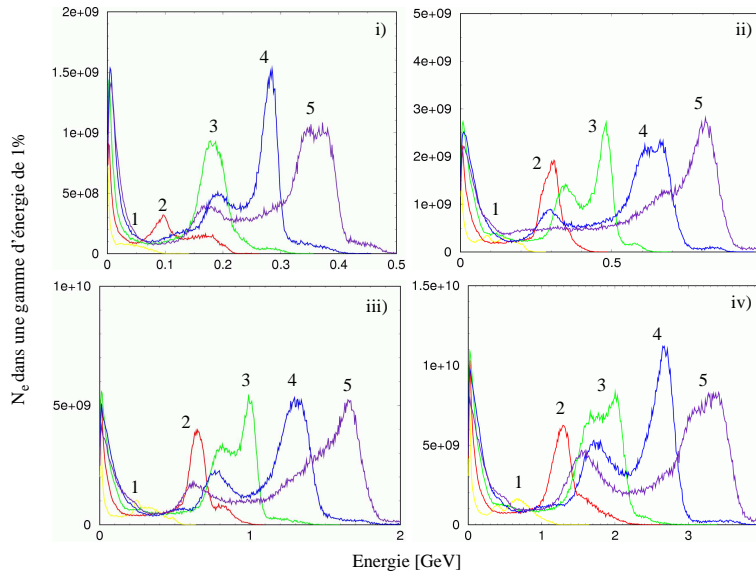 2e+09
i)
4
1.5e+09
5
3
1e+09
5e+08
2
1
0
0
0.1
0.2
0.3
0.4
0.5
5e+09
ii)
4e+09
5
3
3e+09
4
2
2e+09
1e+09
1
0
0
0.5
1e+10
iii)
3
4
5
2
5e+09
1
0
0
1
2
1.5e+10
iv)
4
1e+10
3
5
2
5e+09
1
0
0
1
2
3
N_e dans une gamme d'énergie de 1%
Energie [GeV]